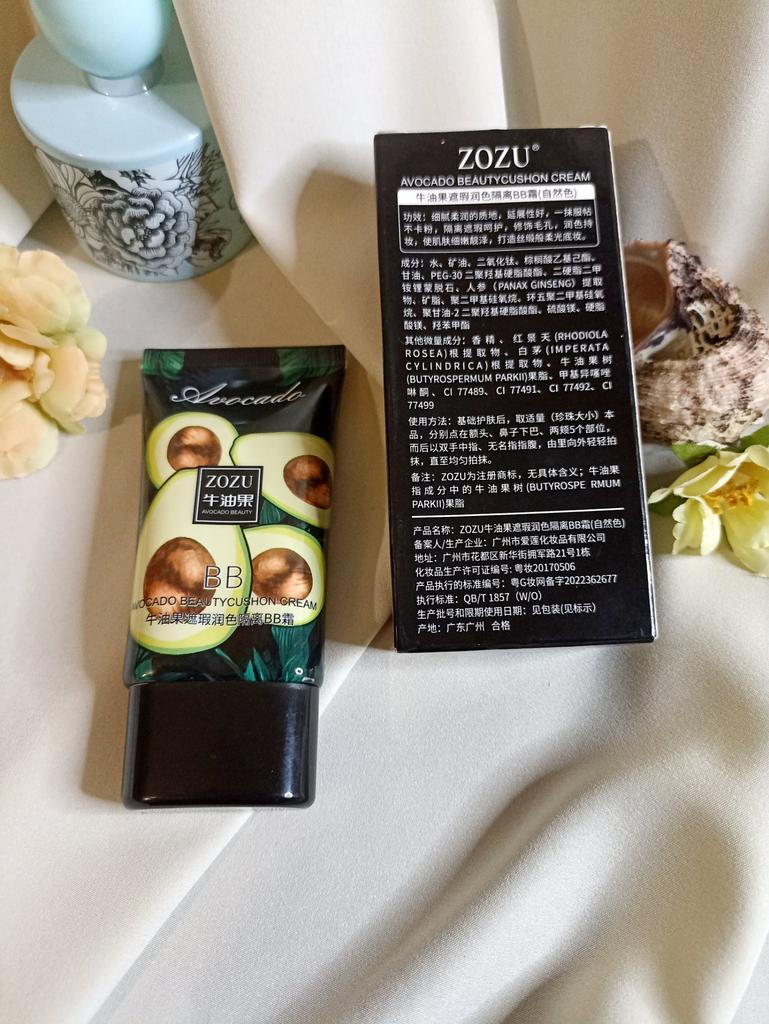 Avocado
ZOZU
牛油果
AVOCADO BEAUTY
BB
AVOCADO BEAUTYCUSHON CREAM
牛油果遮瑕润色隔离BB霜
ZOZU®
AVOCADO BEAUTYCUSHON CREAM
牛油果遮瑕润色隔离BB霜(自然色)
功效：细腻柔润的质地，延展性好，一抹服帖
不卡粉，隔离遮瑕呵护，修饰毛孔，润色持
妆，使肌肤细嫩靓泽，打造丝缎般柔光底妆。
成分：水、矿油、二氧化钛、棕榈酸乙基己酯、
甘油、PEG-30 二聚羟基硬脂酸酯、二硬脂二甲
铵锂蒙脱石、人参（PANAX GINSENG）提取
物、矿脂、聚二甲基硅氧烷、环五聚二甲基硅氧
烷、聚甘油-2 二聚羟基硬脂酸酯、硫酸镁、硬脂
酸镁、羟苯甲酯
其他微量成分：香精、红景天(RHODIOLA
ROSEA)根提取物、白茅(IMPERATA
CYLINDRICA)根提取物、牛油果树
(BUTYROSPERMUM PARKII)果脂、甲基异噻唑
啉酮、CI 77489、CI 77491、CI 77492、CI
77499
使用方法：基础护肤后，取适量（珍珠大小）本
品，分别点在额头、鼻子下巴、两颊5个部位，
而后以双手中指、无名指指腹，由里向外轻轻拍
抹，直至均匀拍抹。
备注：ZOZU为注册商标，无具体含义；牛油果
指成分中的牛油果树(BUTYROSPE RMUM
PARKII)果脂
产品名称：ZOZU牛油果遮瑕润色隔离BB霜(自然色)
备案人/生产企业：广州市爱莲化妆品有限公司
地址：广州市花都区新华街拥军路21号1栋
化妆品生产许可证编号：粤妆20170506
产品执行的标准编号：粤G妆网备字2022362677
执行标准：QB/T 1857（W/O）
生产批号和限期使用日期：见包装(见标示)
产地：广东广州 合格